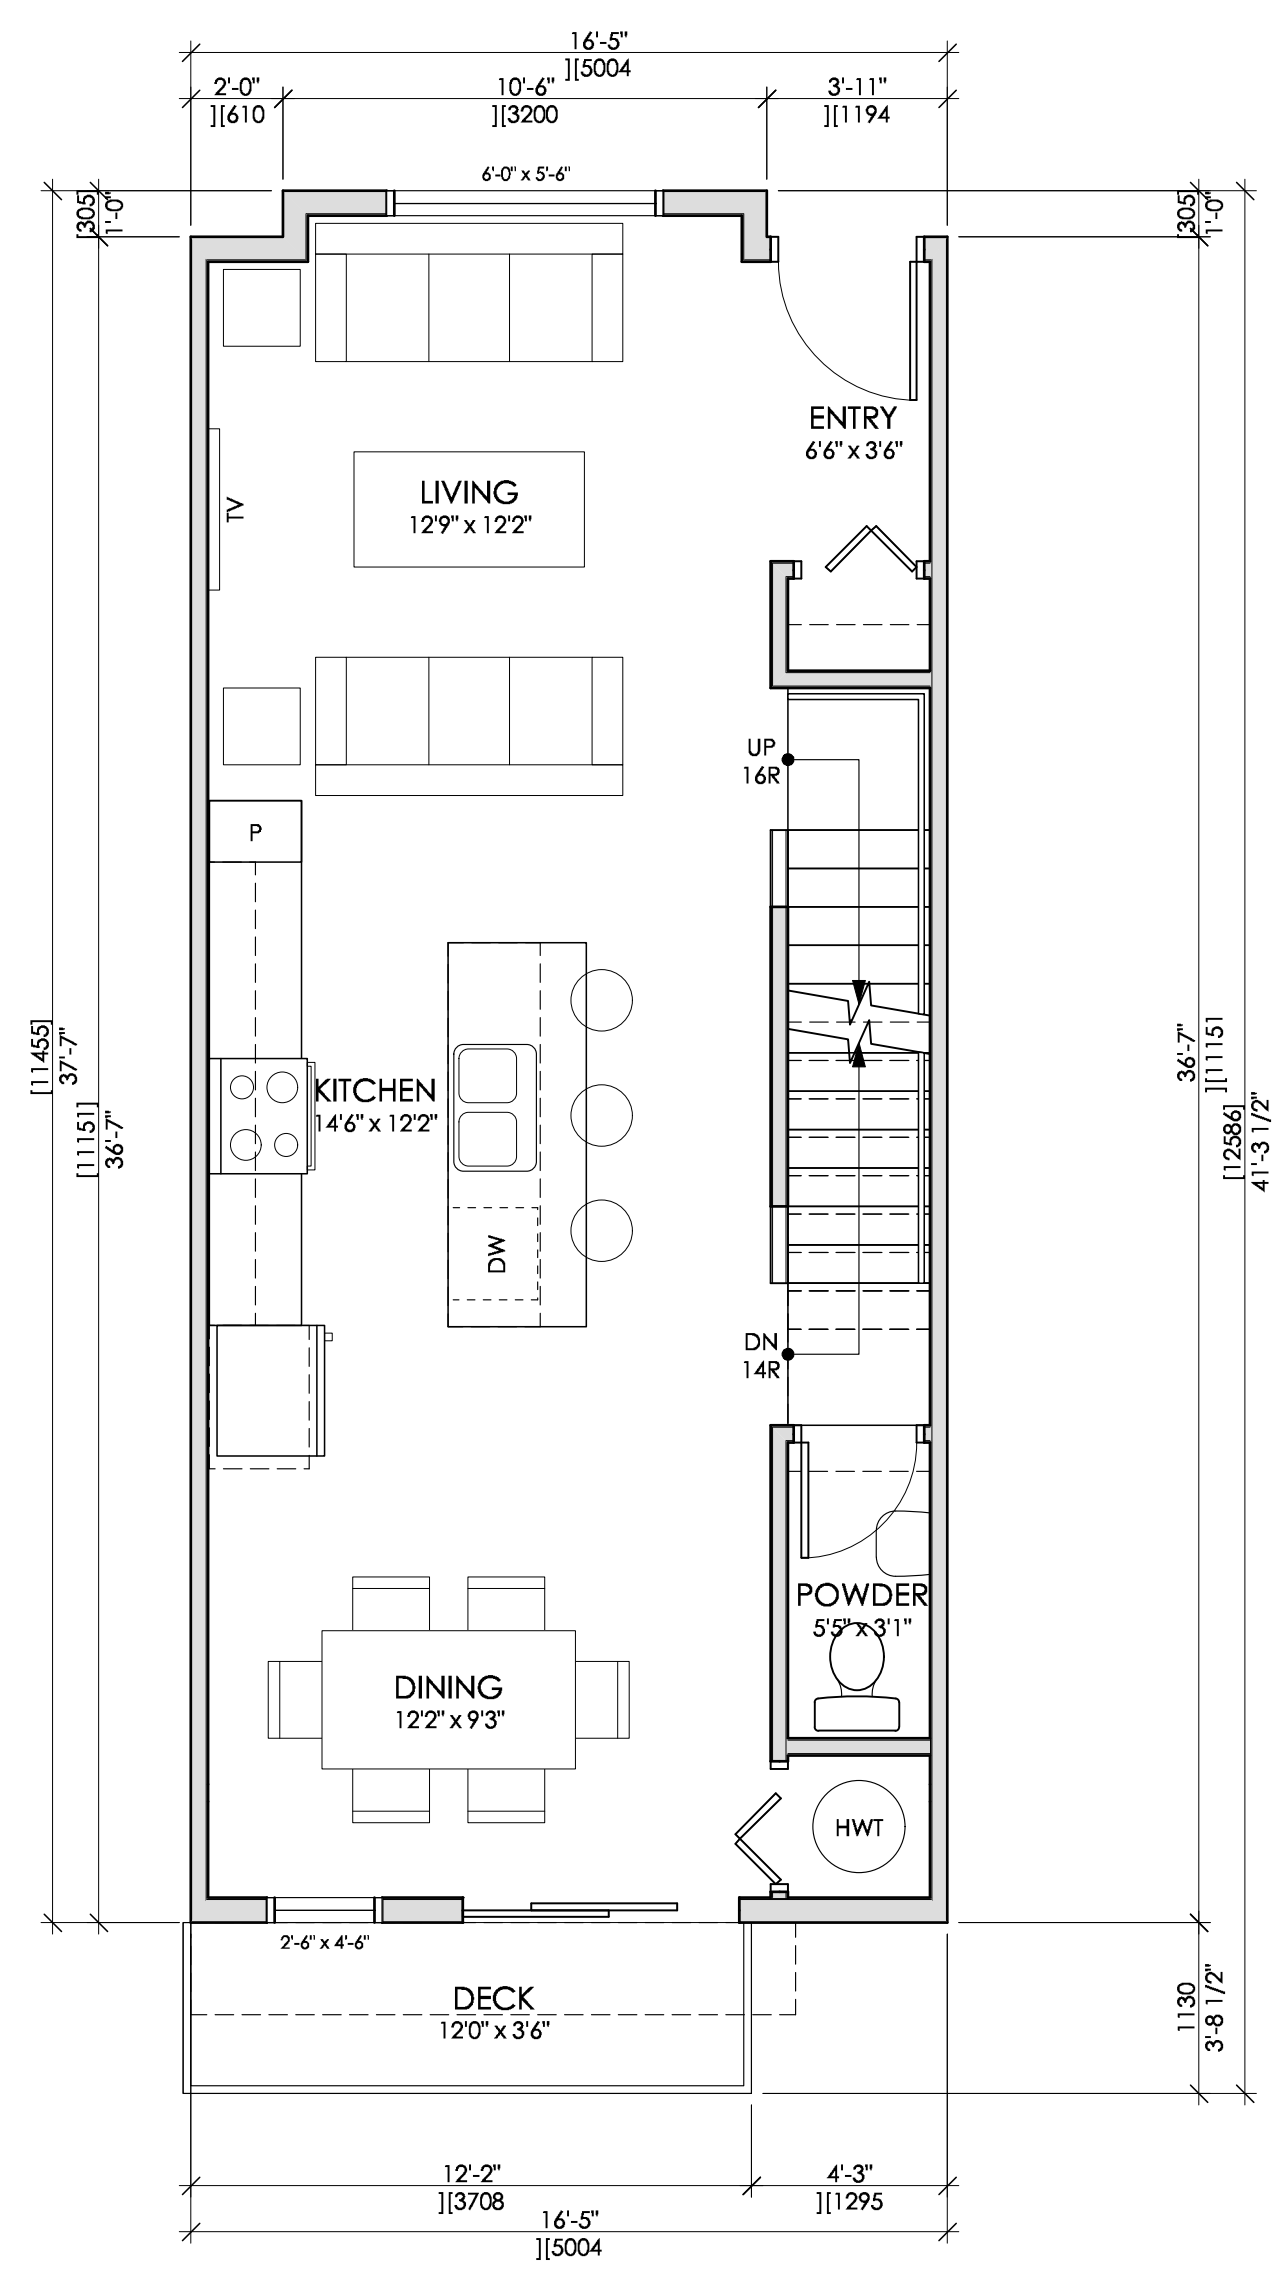 16'-5"
][5004
2'-0"
10'-6"
3'-11"
][610
][3200
][1194
6'-0" x 5'-6"
[305]
1'-0"
[305]
1'-0"
ENTRY
6'6" x 3'6"
LIVING
12'9" x 12'2"
TV
UP
16R
P
[11455]
37'-7"
[11151]
36'-7"
KITCHEN
14'6" x 12'2"
DW
36'-7"
][11151
[12586]
41'-3 1/2"
DN
14R
POWDER
5'5" x 3'1"
DINING
12'2" x 9'3"
HWT
2'-6" x 4'-6"
DECK
12'0" x 3'6"
1130
3'-8 1/2"
12'-2"
4'-3"
][3708
][1295
16'-5"
][5004